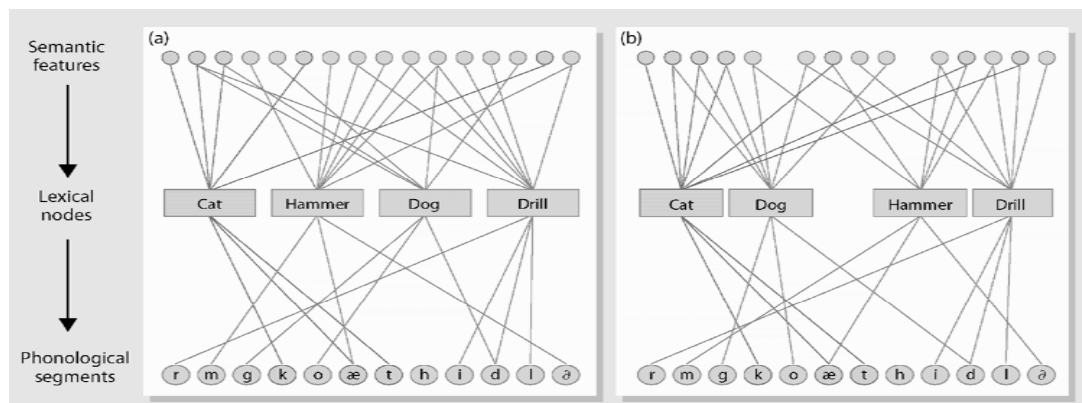 (a)
(b)
Semantic
features
Lexical
nodes
Phonological
segments
Cat Hammer Dog Drill
Cat Dog Hammer Drill
r m g k o æ t h i d l ∂
r m g k o æ t h i d l ∂